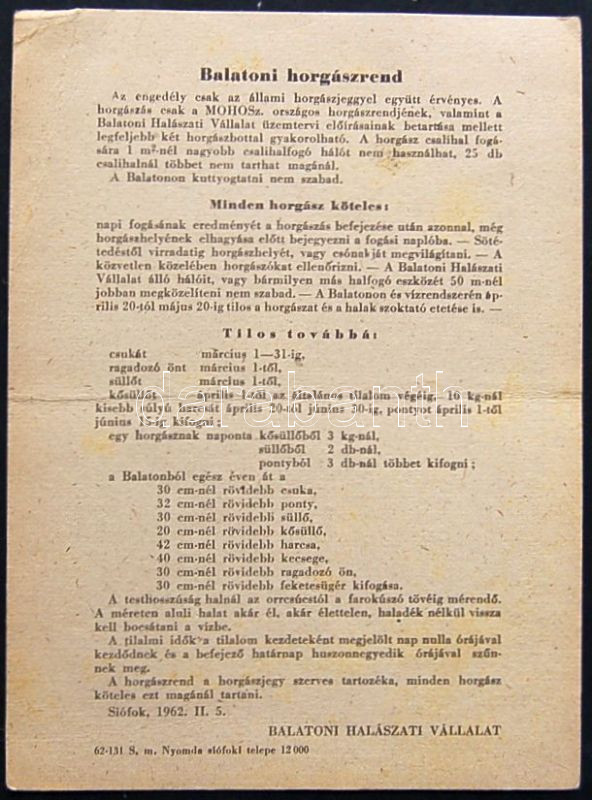 Balatoni horgászrend
Az engedély csak az állami horgászjeggyel együtt érvényes. A
horgászás csak a MOHOSz. országos horgászrendjének, valamint a
Balatoni Halászati Vállalat üzemtervi előírásainak betartása mellett
legfeljebb két horgászbottal gyakorolható. A horgász csalihal fogá-
sára 1 m²-nél nagyobb csalihalfogó hálót nem használhat, 25 db
csalihalnál többet nem tarthat magánál.
A Balatonon kuttyogtatni nem szabad.
Minden horgász köteles:
napi fogásának eredményét a horgászás befejezése után azonnal, még
horgászhelyének elhagyása előtt bejegyezni a fogási naplóba. — Söté-
tedéstől virradatig horgászhelyét, vagy csónakját megvilágítani. — A
közvetlen közelében horgászókat ellenőrizni. — A Balatoni Halászati
Vállalat álló hálóit, vagy bármilyen más halfogó eszközét 50 m-nél
jobban megközelíteni nem szabad. — A Balatonon és vízrendszerén áp-
rilis 20-tól május 20-ig tilos a horgászat és a halak szoktató etetése is. —
Tilos továbbá:
csukát március 1—31-ig,
ragadozó önt március 1-től,
süllőt március 1-től,
kősüllőt április 1-től az általános tilalom végéig, 10 kg-nál
kisebb súlyú harcsát április 20-tól június 30-ig, pontyot április 1-től
június 15-ig kifogni;
egy horgásznak naponta kősüllőből 3 kg-nál,
süllőből 2 db-nál,
pontyból 3 db-nál többet kifogni;
a Balatonból egész éven át a
30 cm-nél rövidebb csuka,
32 cm-nél rövidebb ponty,
30 cm-nél rövidebb süllő,
20 cm-nél rövidebb kősüllő,
42 cm-nél rövidebb harcsa,
40 cm-nél rövidebb kecsege,
30 cm-nél rövidebb ragadozó ön,
30 cm-nél rövidebb feketesügér kifogása.
A testhosszúság halnál az orrcsúcstól a farokúszó tövéig mérendő.
A méreten aluli halat akár él, akár élettelen, haladék nélkül vissza
kell bocsátani a vízbe.
A tilalmi idők a tilalom kezdeteként megjelölt nap nulla órájával
kezdődnek és a befejező határnap huszonnegyedik órájával szűn-
nek meg.
A horgászrend a horgászjegy szerves tartozéka, minden horgász
köteles ezt magánál tartani.
Siófok, 1962. II. 5.
BALATONI HALÁSZATI VÁLLALAT
62-131 S. m. Nyomda siófoki telepe 12 000
darabanth